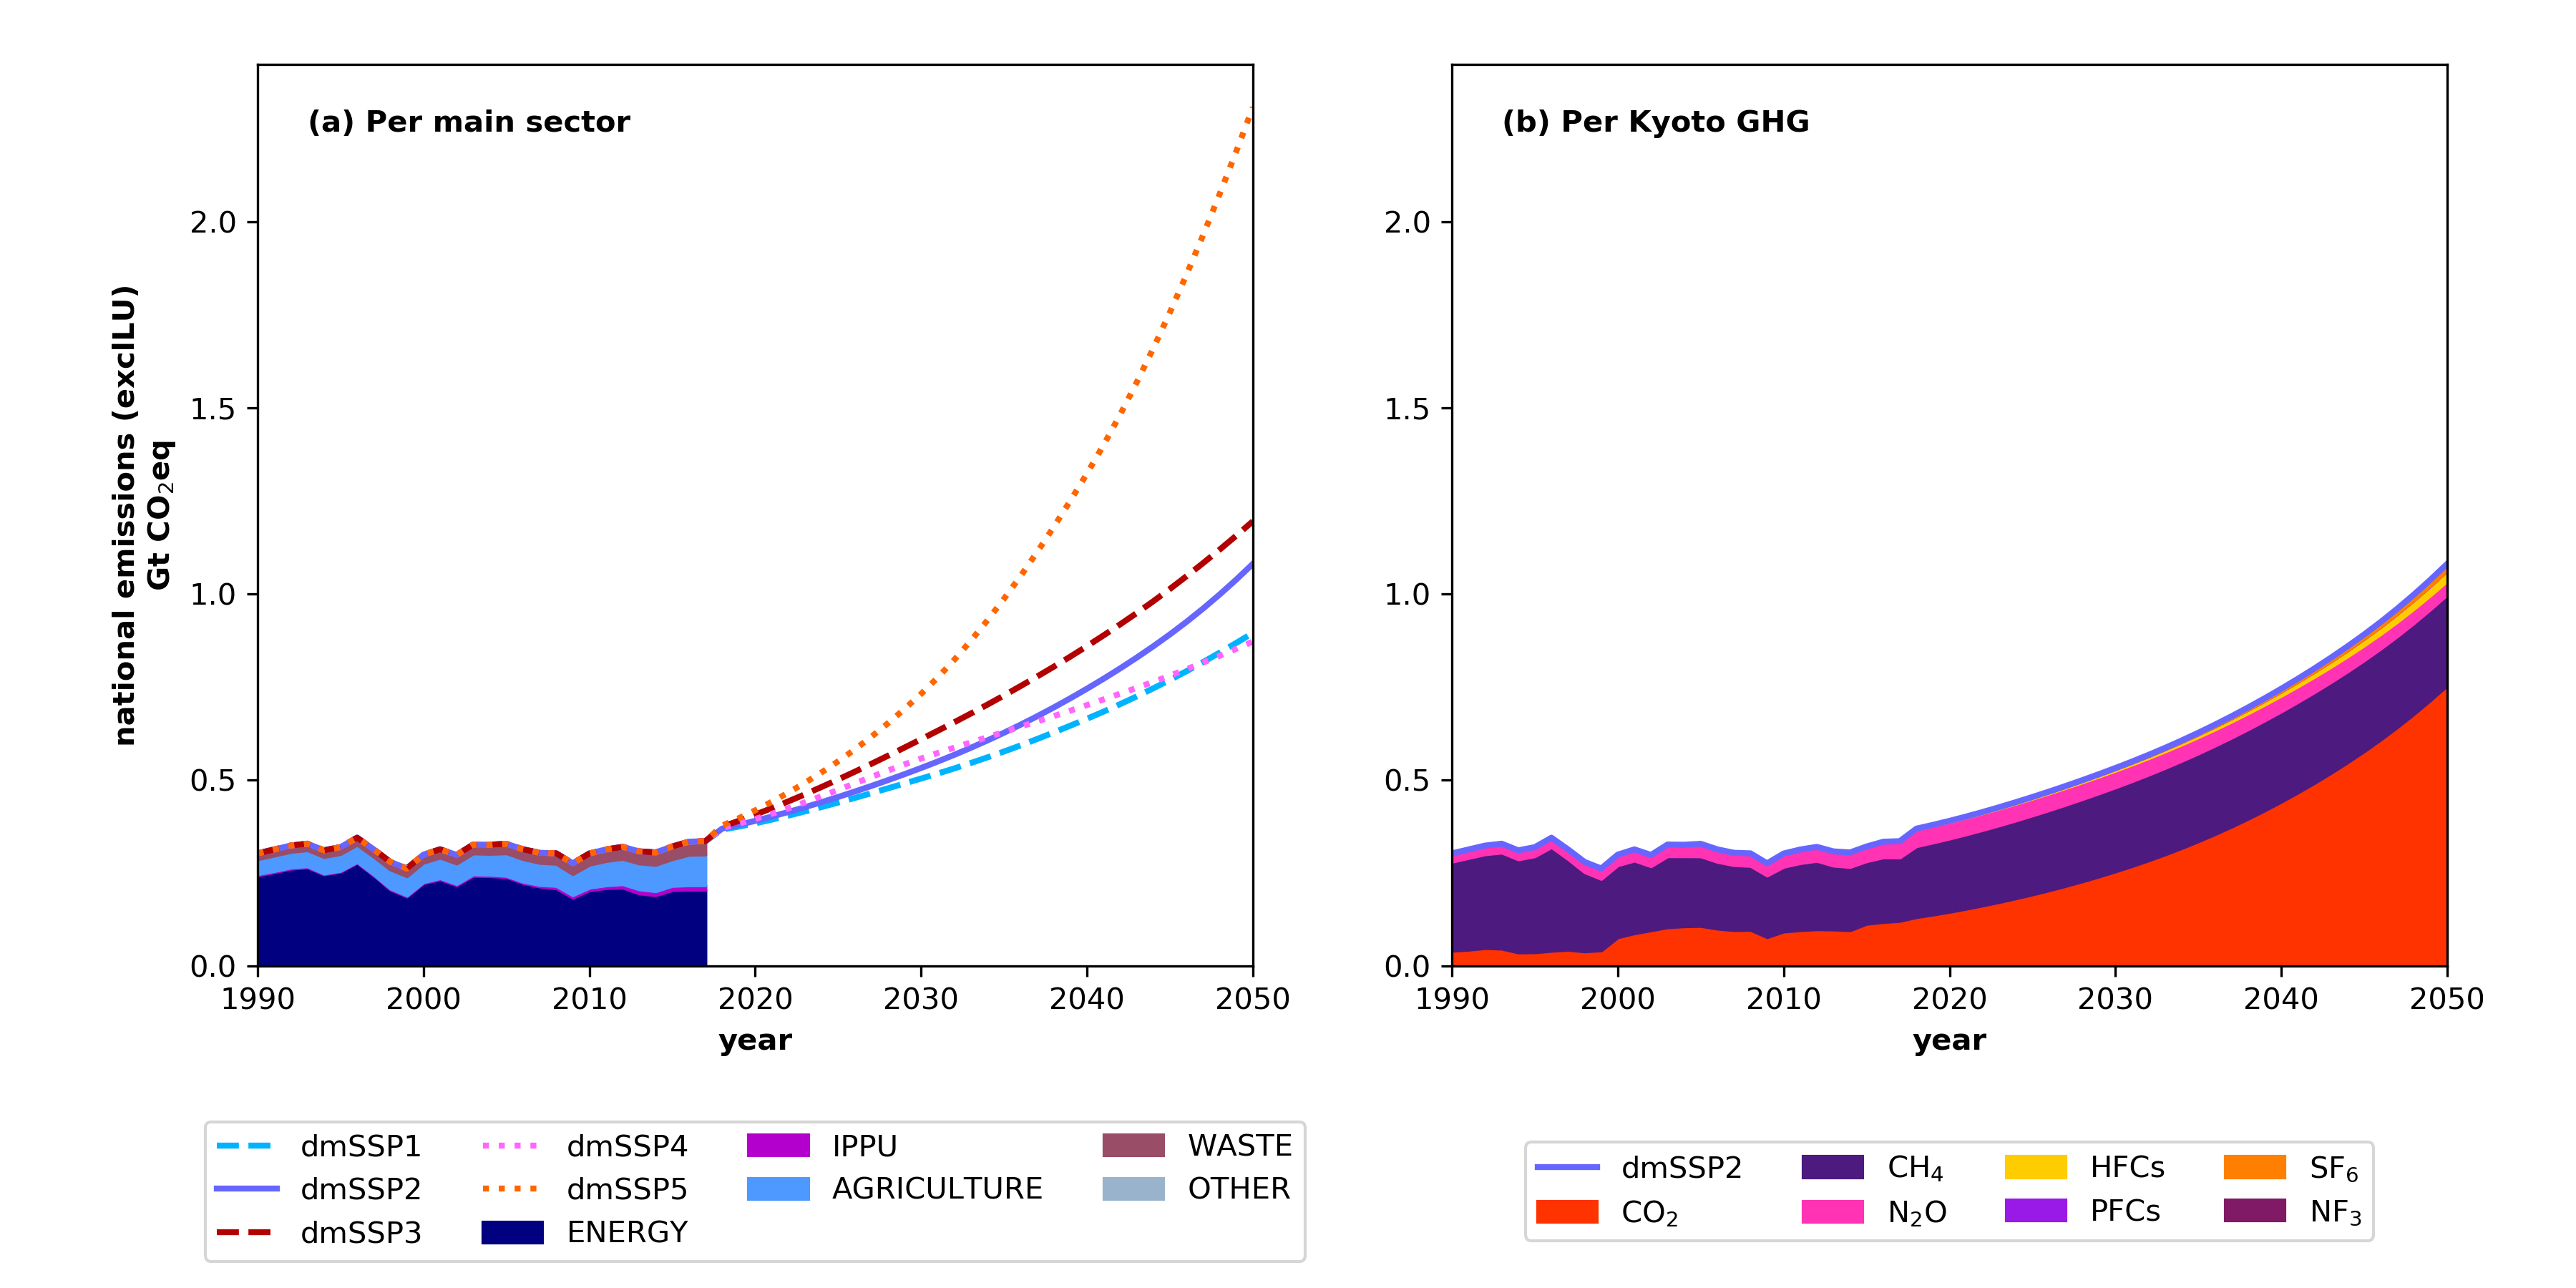 (a) Per main sector
(b) Per Kyoto GHG
national emissions (exclLU)
Gt CO₂eq
2.0
1.5
1.0
0.5
0.0
1990 2000 2010 2020 2030 2040 2050
year
2.0
1.5
1.0
0.5
0.0
1990 2000 2010 2020 2030 2040 2050
year
dmSSP1 dmSSP4 IPPU WASTE
dmSSP2 dmSSP5 AGRICULTURE OTHER
dmSSP3 ENERGY
dmSSP2 CH₄ HFCs SF₆
CO₂ N₂O PFCs NF₃